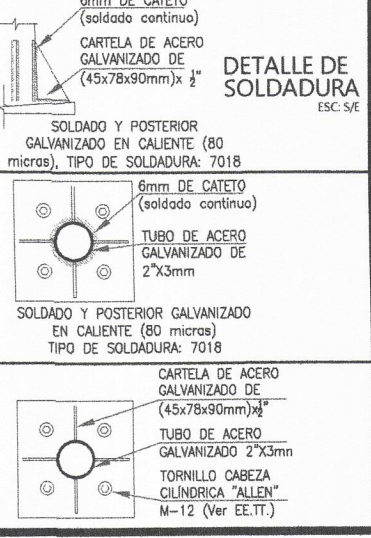 6mm DE CATETO
(soldado continuo)
CARTELA DE ACERO
GALVANIZADO DE
(45x78x90mm)x ½"
DETALLE DE
SOLDADURA
ESC: S/E
SOLDADO Y POSTERIOR
GALVANIZADO EN CALIENTE (80
micras), TIPO DE SOLDADURA: 7018
6mm DE CATETO
(soldado continuo)
TUBO DE ACERO
GALVANIZADO DE
2"X3mm
SOLDADO Y POSTERIOR GALVANIZADO
EN CALIENTE (80 micras)
TIPO DE SOLDADURA: 7018
CARTELA DE ACERO
GALVANIZADO DE
(45x78x90mm)x½"
TUBO DE ACERO
GALVANIZADO 2"X3mn
TORNILLO CABEZA
CILÍNDRICA "ALLEN"
M-12 (Ver EE.TT.)